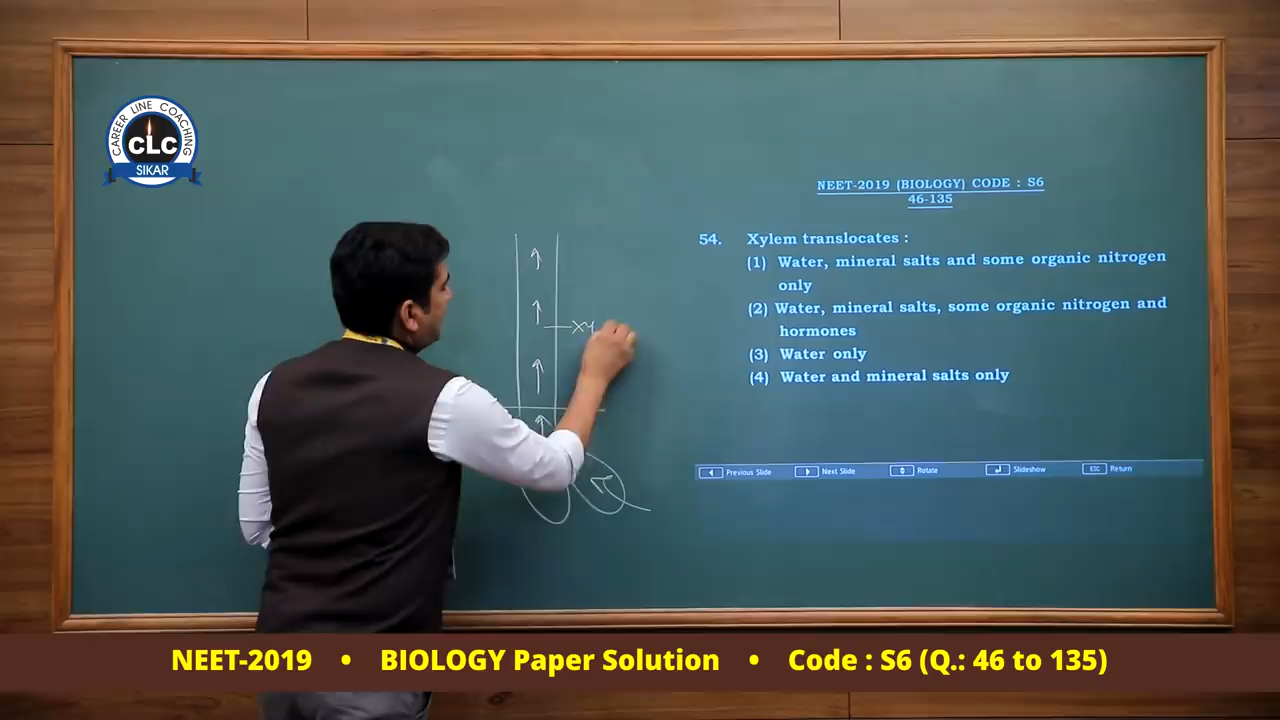 CAREER LINE COACHING
CLC
SIKAR
NEET-2019 (BIOLOGY) CODE : S6
46-135
54. Xylem translocates :
(1) Water, mineral salts and some organic nitrogen
only
(2) Water, mineral salts, some organic nitrogen and
hormones
(3) Water only
(4) Water and mineral salts only
XY
Previous Slide Next Slide Rotate Slideshow ESC Return
NEET-2019 • BIOLOGY Paper Solution • Code : S6 (Q.: 46 to 135)